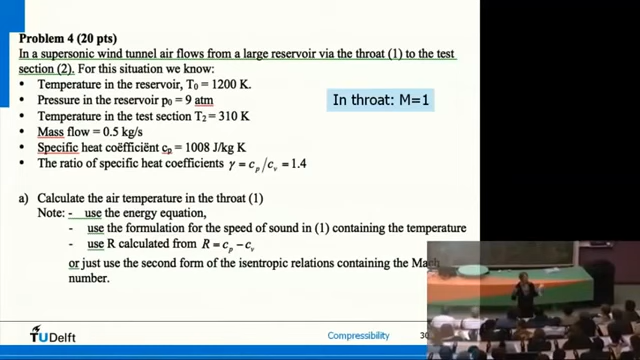 Problem 4 (20 pts)
In a supersonic wind tunnel air flows from a large reservoir via the throat (1) to the test
section (2). For this situation we know:
• Temperature in the reservoir, T₀ = 1200 K.
• Pressure in the reservoir p₀ = 9 atm
• Temperature in the test section T₂ = 310 K
• Mass flow = 0.5 kg/s
• Specific heat coefficiënt cₚ = 1008 J/kg K
• The ratio of specific heat coefficients γ = cₚ/cᵥ = 1.4
In throat: M=1
a) Calculate the air temperature in the throat (1)
Note: - use the energy equation,
- use the formulation for the speed of sound in (1) containing the temperature
- use R calculated from R = cₚ − cᵥ
or just use the second form of the isentropic relations containing the Mach
number.
TUDelft
Compressibility